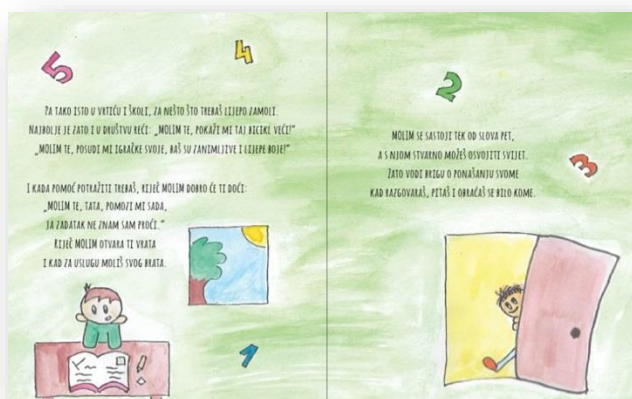 5
4
PA TAKO ISTO U VRTIĆU I ŠKOLI, ZA NEŠTO ŠTO TREBAŠ LIJEPO ZAMOLI.
NAJBOLJE JE ZATO I U DRUŠTVU REĆI: „MOLIM TE, POKAŽI MI TAJ BICIKL VEĆI!”
„MOLIM TE, POSUDI MI IGRAČKE SVOJE, BAŠ SU ZANIMLJIVE I LIJEPE BOJE!”
I KADA POMOĆ POTRAŽITI TREBAŠ, RIJEČ MOLIM DOBRO ĆE TI DOĆI:
„MOLIM TE, TATA, POMOZI MI SADA,
JA ZADATAK NE ZNAM SAM PROĆI.”
RIJEČ MOLIM OTVARA TI VRATA
I KAD ZA USLUGU MOLIŠ SVOG BRATA.
1
2
MOLIM SE SASTOJI TEK OD SLOVA PET,
A S NJOM STVARNO MOŽEŠ OSVOJITI SVIJET.
ZATO VODI BRIGU O PONAŠANJU SVOME
KAD RAZGOVARAŠ, PITAŠ I OBRAĆAŠ SE BILO KOME.
3